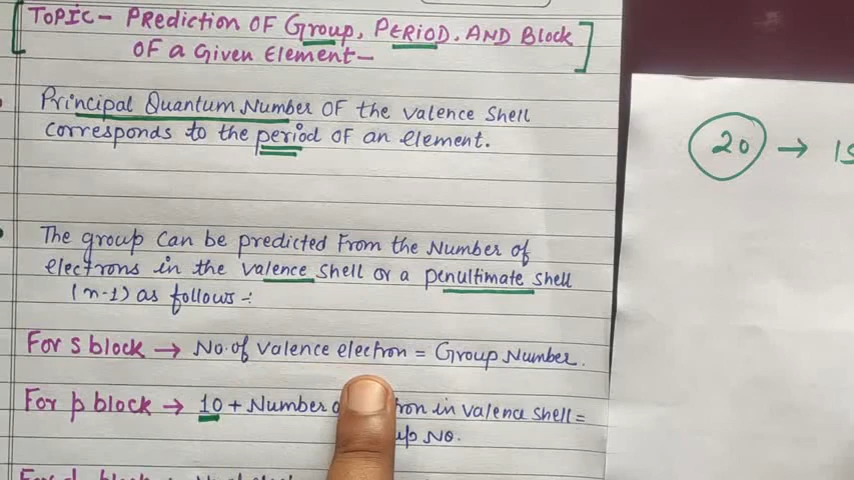 TOPIC- PREDICTION OF GROUP, PERIOD, AND Block
OF a Given Element-
Principal Quantum Number OF the valence Shell
corresponds to the period OF an element.
The group can be predicted From the Number of
electrons in the valence shell or a penultimate shell
(n-1) as follows :-
For s block → No. of valence electron = Group Number.
For p block → 10 + Number in valence shell =
No.
20 → 1S